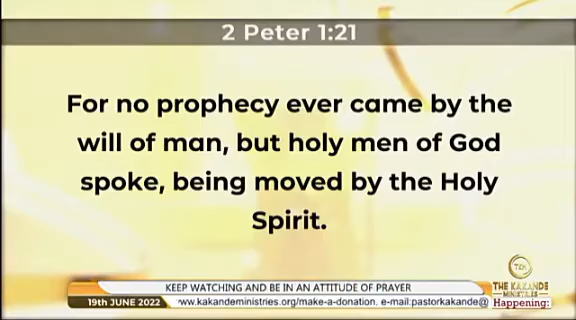 2 Peter 1:21
For no prophecy ever came by the
will of man, but holy men of God
spoke, being moved by the Holy
Spirit.
KEEP WATCHING AND BE IN AN ATTITUDE OF PRAYER
19th JUNE 2022 www.kakandeministries.org/make-a-donation. e-mail:pastorkakande@
THE KAKANDE
MINISTRIES
Happening: